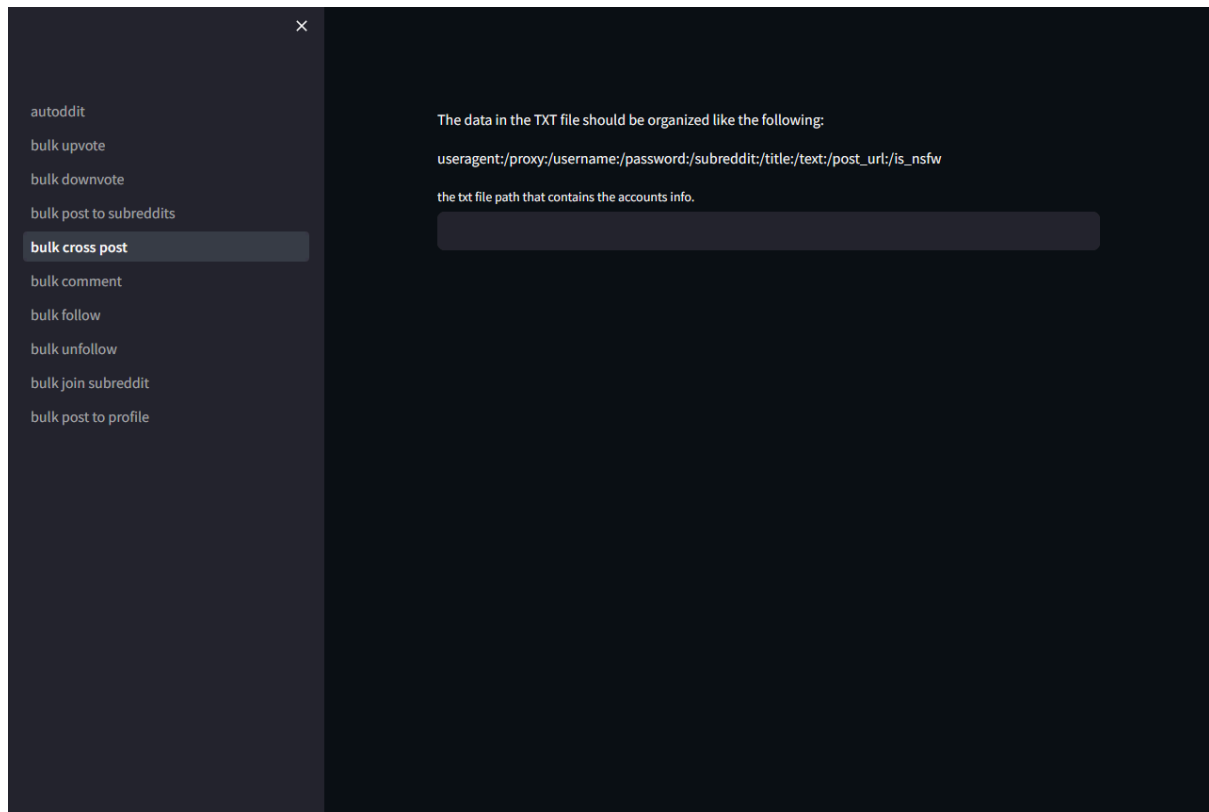 autoddit
bulk upvote
bulk downvote
bulk post to subreddits
bulk cross post
bulk comment
bulk follow
bulk unfollow
bulk join subreddit
bulk post to profile
The data in the TXT file should be organized like the following:
useragent:/proxy:/username:/password:/subreddit:/title:/text:/post_url:/is_nsfw
the txt file path that contains the accounts info.